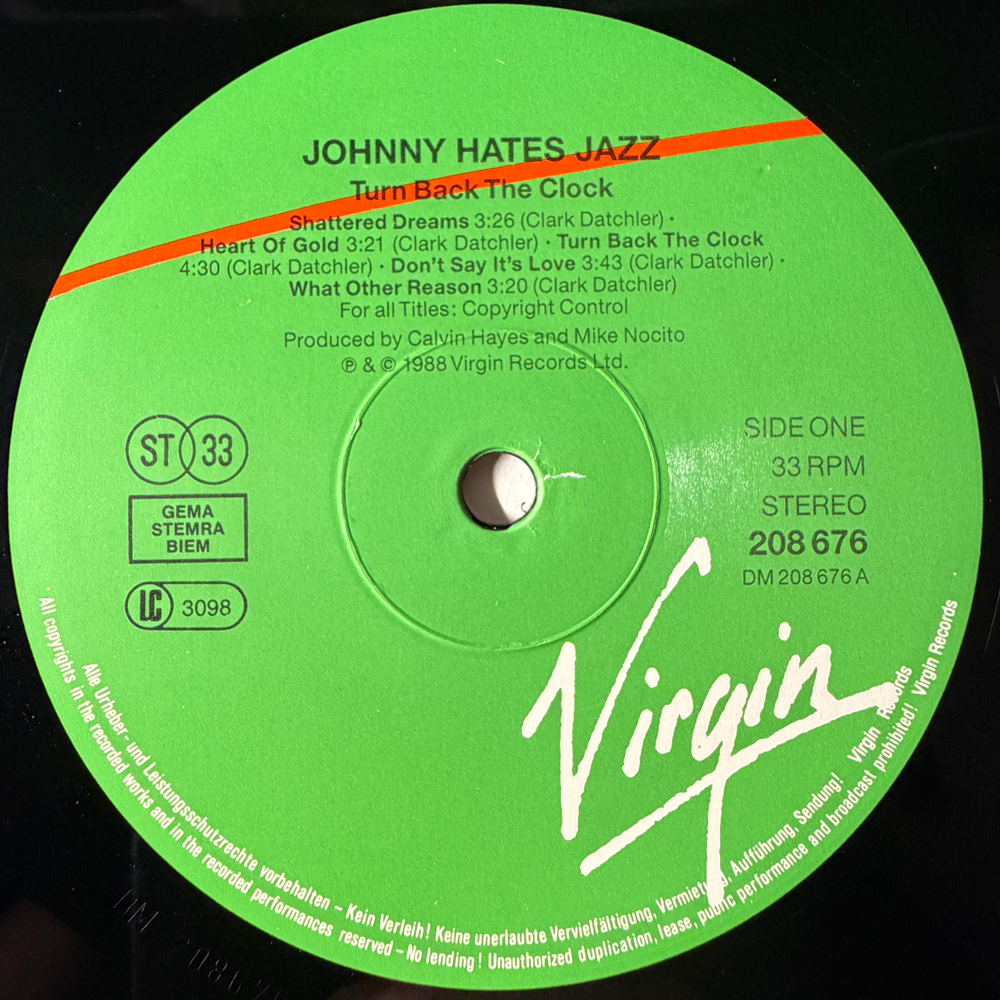 JOHNNY HATES JAZZ
Turn Back The Clock
Shattered Dreams 3:26 (Clark Datchler) ·
Heart Of Gold 3:21 (Clark Datchler) · Turn Back The Clock
4:30 (Clark Datchler) · Don't Say It's Love 3:43 (Clark Datchler) ·
What Other Reason 3:20 (Clark Datchler)
For all Titles: Copyright Control
Produced by Calvin Hayes and Mike Nocito
℗ & © 1988 Virgin Records Ltd.
ST 33
GEMA
STEMRA
BIEM
LC 3098
SIDE ONE
33 RPM
STEREO
208 676
DM 208 676 A
Virgin
Alle Urheber- und Leistungsschutzrechte vorbehalten – Kein Verleih! Keine unerlaubte Vervielfältigung, Vermietung, Aufführung, Sendung! Virgin Records
All copyrights in the recorded works and in the recorded performances reserved – No lending! Unauthorized duplication, lease, public performance and broadcast prohibited! Virgin Records